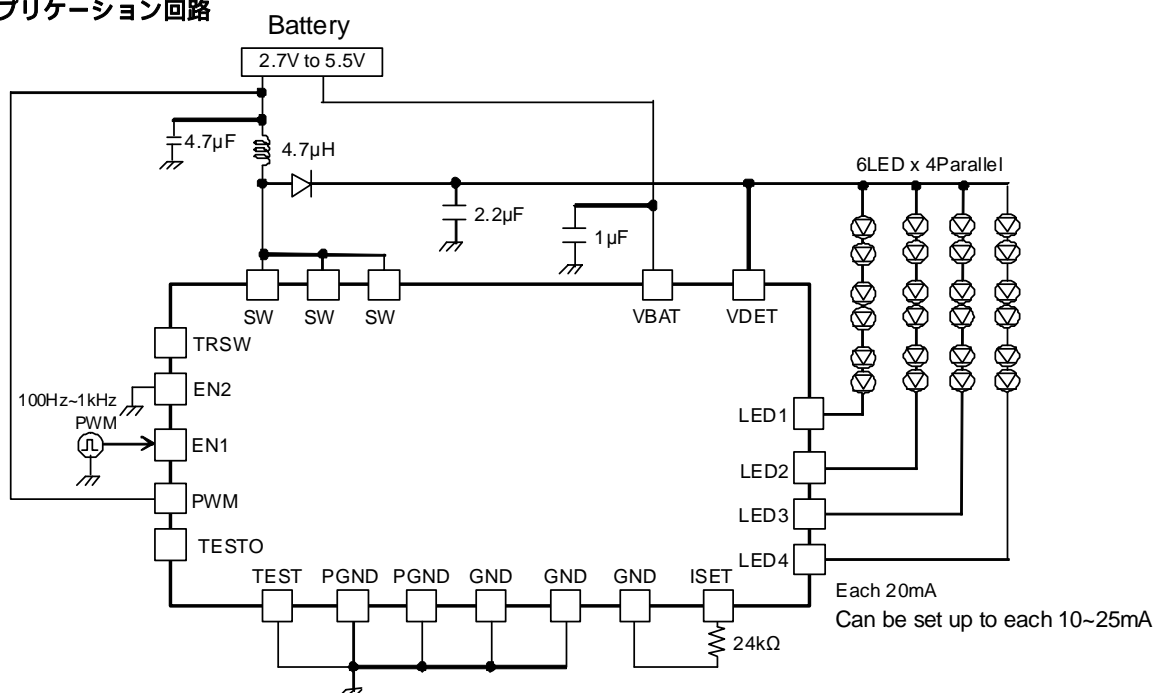 プリケーション回路
Battery
2.7V to 5.5V
4.7µF
4.7µH
6LED x 4Parallel
2.2µF
1µF
SW
SW
SW
VBAT
VDET
TRSW
EN2
100Hz~1kHz
PWM
EN1
PWM
TESTO
LED1
LED2
LED3
LED4
TEST
PGND
PGND
GND
GND
GND
ISET
24kΩ
Each 20mA
Can be set up to each 10~25mA